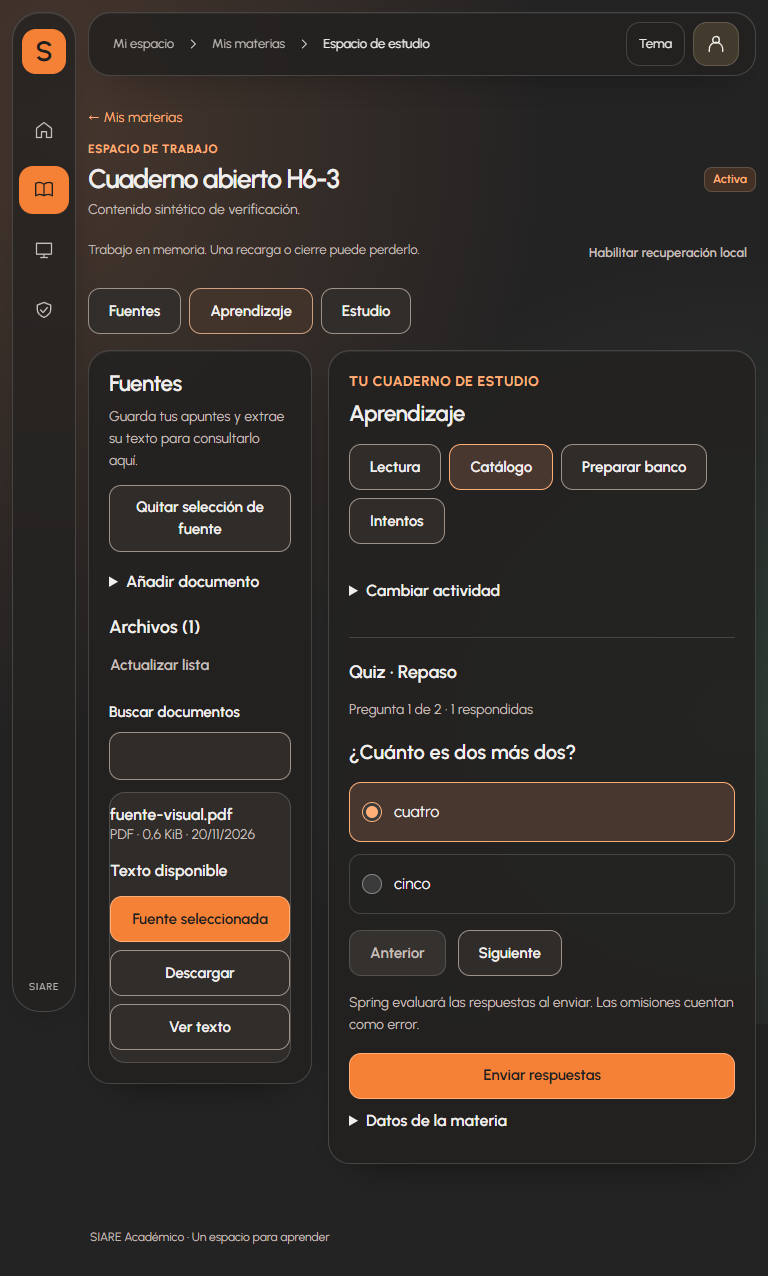 S
Mi espacio > Mis materias > Espacio de estudio
Tema
← Mis materias
ESPACIO DE TRABAJO
Cuaderno abierto H6-3
Activa
Contenido sintético de verificación.
Trabajo en memoria. Una recarga o cierre puede perderlo.
Habilitar recuperación local
Fuentes
Aprendizaje
Estudio
Fuentes
Guarda tus apuntes y extrae
su texto para consultarlo
aquí.
Quitar selección de
fuente
Añadir documento
Archivos (1)
Actualizar lista
Buscar documentos
fuente-visual.pdf
PDF · 0,6 KiB · 20/11/2026
Texto disponible
Fuente seleccionada
Descargar
Ver texto
TU CUADERNO DE ESTUDIO
Aprendizaje
Lectura
Catálogo
Preparar banco
Intentos
Cambiar actividad
Quiz · Repaso
Pregunta 1 de 2 · 1 respondidas
¿Cuánto es dos más dos?
cuatro
cinco
Anterior
Siguiente
Spring evaluará las respuestas al enviar. Las omisiones cuentan
como error.
Enviar respuestas
Datos de la materia
SIARE
SIARE Académico · Un espacio para aprender